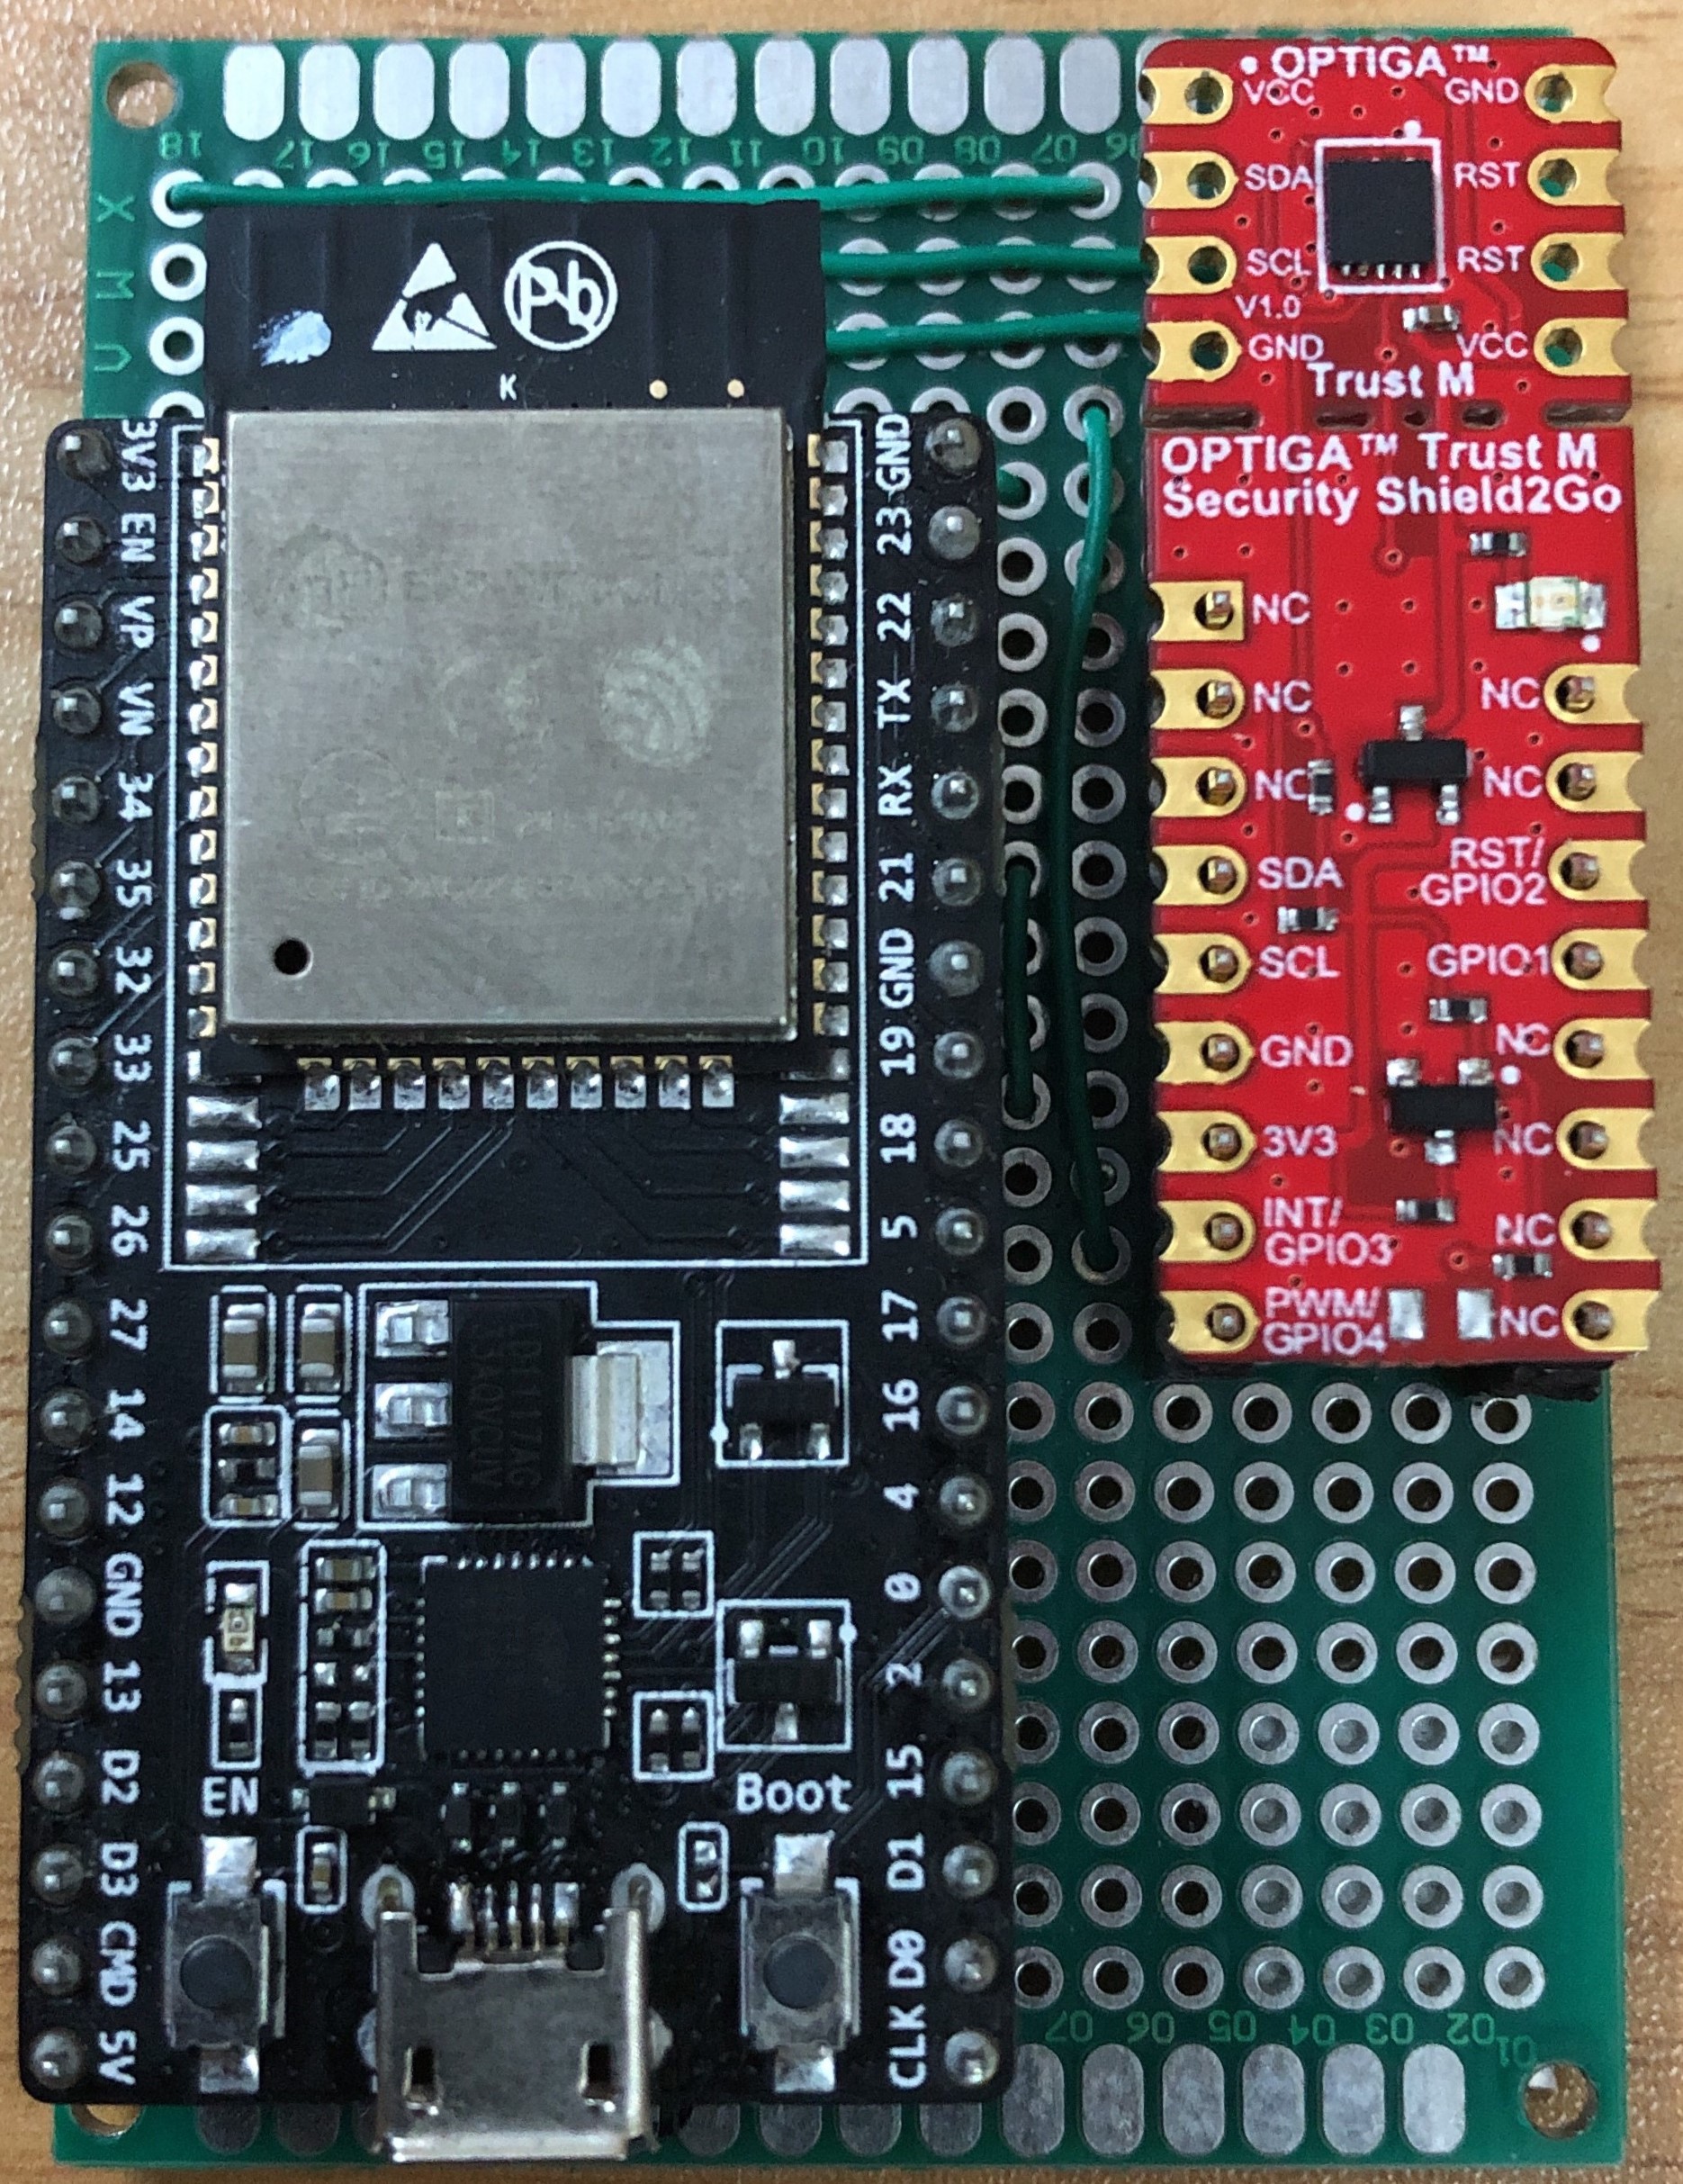 18 17 16 15 14 13 12 11 10 09 08 07 06
X
M
Pb
K
3V3
EN
VP
VN
34
35
32
33
25
26
27
14
12
GND
13
D2
D3
CMD
5V
GND
23
22
TX
RX
21
GND
19
18
5
17
16
4
0
2
15
D1
D0
CLK
EN
Boot
OPTIGA™
VCC GND
SDA RST
SCL RST
V1.0
GND VCC
Trust M
OPTIGA™ Trust M
Security Shield2Go
NC
NC NC
NC NC
SDA RST/
GPIO2
SCL GPIO1
GND NC
3V3 NC
INT/
GPIO3 NC
PWM/
GPIO4 NC
07 06 05 04 03 02 01